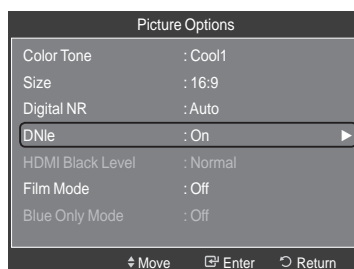 Picture Options
Color Tone : Cool1
Size : 16:9
Digital NR : Auto
DNIe : On
HDMI Black Level : Normal
Film Mode : Off
Blue Only Mode : Off
Move Enter Return